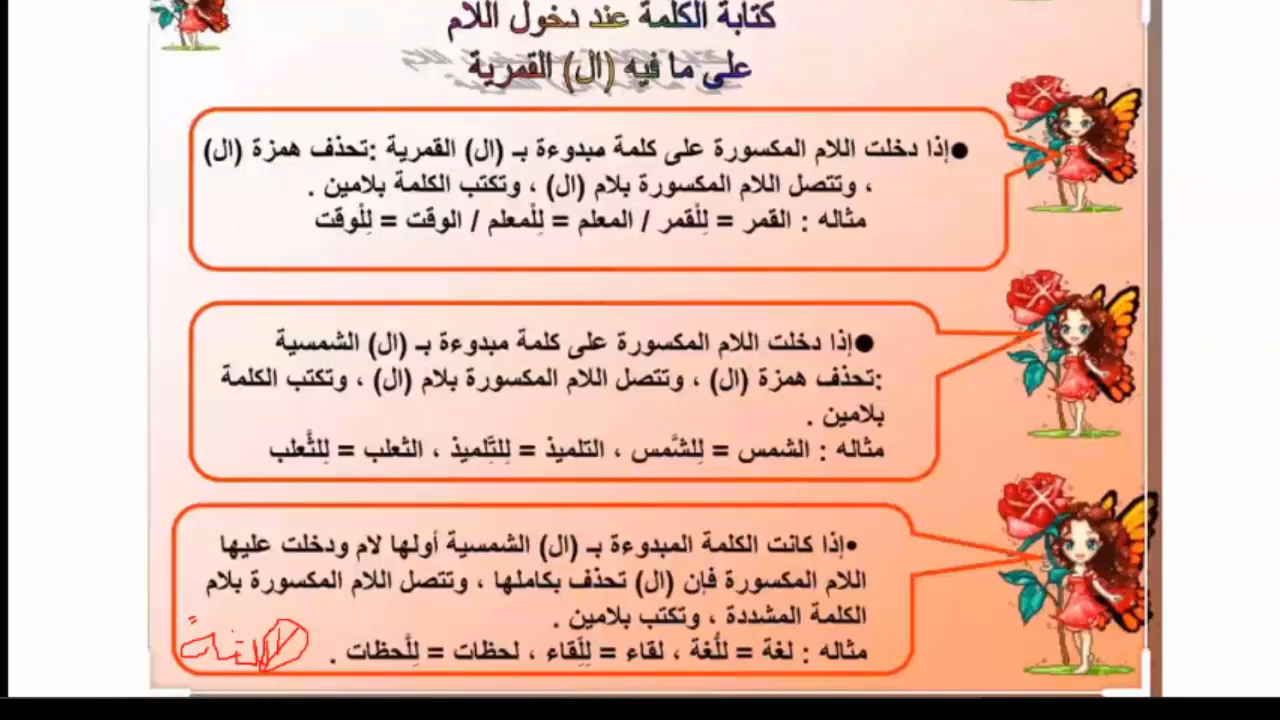 كتابة الكلمة عند دخول اللام
على ما فيه (ال) القمرية
●إذا دخلت اللام المكسورة على كلمة مبدوءة بـ (ال) القمرية :تحذف همزة (ال)
، وتتصل اللام المكسورة بلام (ال) ، وتكتب الكلمة بلامين .
مثاله : القمر = لِلْقمر / المعلم = لِلْمعلم / الوقت = لِلْوقت
●إذا دخلت اللام المكسورة على كلمة مبدوءة بـ (ال) الشمسية
:تحذف همزة (ال) ، وتتصل اللام المكسورة بلام (ال) ، وتكتب الكلمة
بلامين .
مثاله : الشمس = لِلشَّمس ، التلميذ = لِلتِّلميذ ، الثعلب = لِلثَّعلب
•إذا كانت الكلمة المبدوءة بـ (ال) الشمسية أولها لام ودخلت عليها
اللام المكسورة فإن (ال) تحذف بكاملها ، وتتصل اللام المكسورة بلام
الكلمة المشددة ، وتكتب بلامين .
مثاله : لغة = للُّغة ، لقاء = لِلِّقاء ، لحظات = لِلَّحظات .